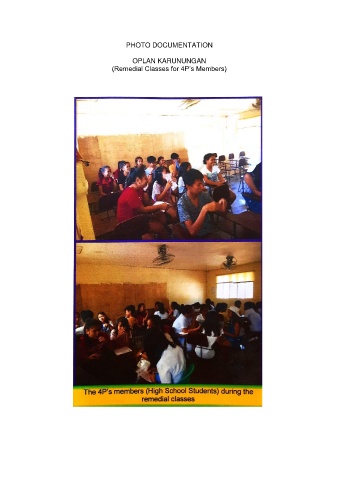 PHOTO DOCUMENTATION
OPLAN KARUNUNGAN
(Remedial Classes for 4P's Members)
The 4P's members (High School Students) during the
remedial classes